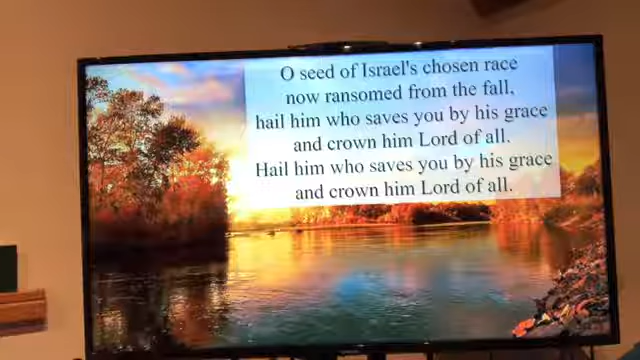 O seed of Israel's chosen race
now ransomed from the fall,
hail him who saves you by his grace
and crown him Lord of all.
Hail him who saves you by his grace
and crown him Lord of all.